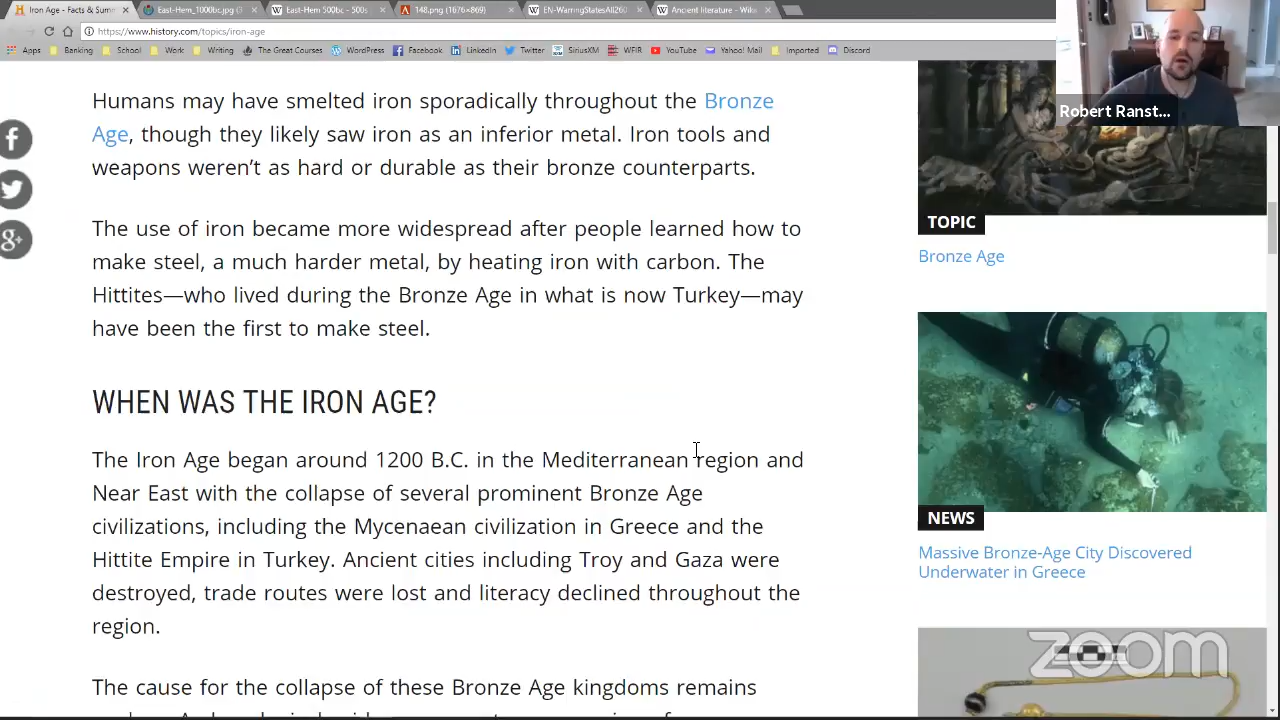 Iron Age - Facts & Summ
East-Hem_1000bc.jpg (
East-Hem 500bc - 500s
148.png (1676×869)
EN-WarringStatesAll260
Ancient literature - Wiki
https://www.history.com/topics/iron-age
Apps Banking School Work Writing The Great Courses Wordpress Facebook LinkedIn Twitter SiriusXM WFIR YouTube Yahoo! Mail Imported Discord
Robert Ranst...
Humans may have smelted iron sporadically throughout the Bronze
Age, though they likely saw iron as an inferior metal. Iron tools and
weapons weren’t as hard or durable as their bronze counterparts.
The use of iron became more widespread after people learned how to
make steel, a much harder metal, by heating iron with carbon. The
Hittites—who lived during the Bronze Age in what is now Turkey—may
have been the first to make steel.
WHEN WAS THE IRON AGE?
The Iron Age began around 1200 B.C. in the Mediterranean region and
Near East with the collapse of several prominent Bronze Age
civilizations, including the Mycenaean civilization in Greece and the
Hittite Empire in Turkey. Ancient cities including Troy and Gaza were
destroyed, trade routes were lost and literacy declined throughout the
region.
The cause for the collapse of these Bronze Age kingdoms remains
TOPIC
Bronze Age
NEWS
Massive Bronze-Age City Discovered
Underwater in Greece
zoom